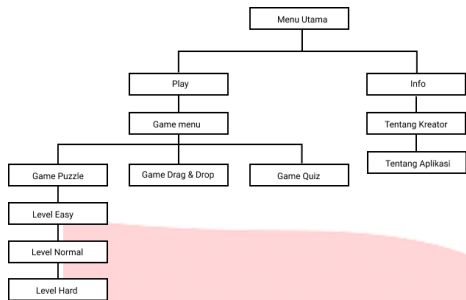 Menu Utama
Play
Info
Game menu
Tentang Kreator
Game Puzzle
Game Drag & Drop
Game Quiz
Tentang Aplikasi
Level Easy
Level Normal
Level Hard